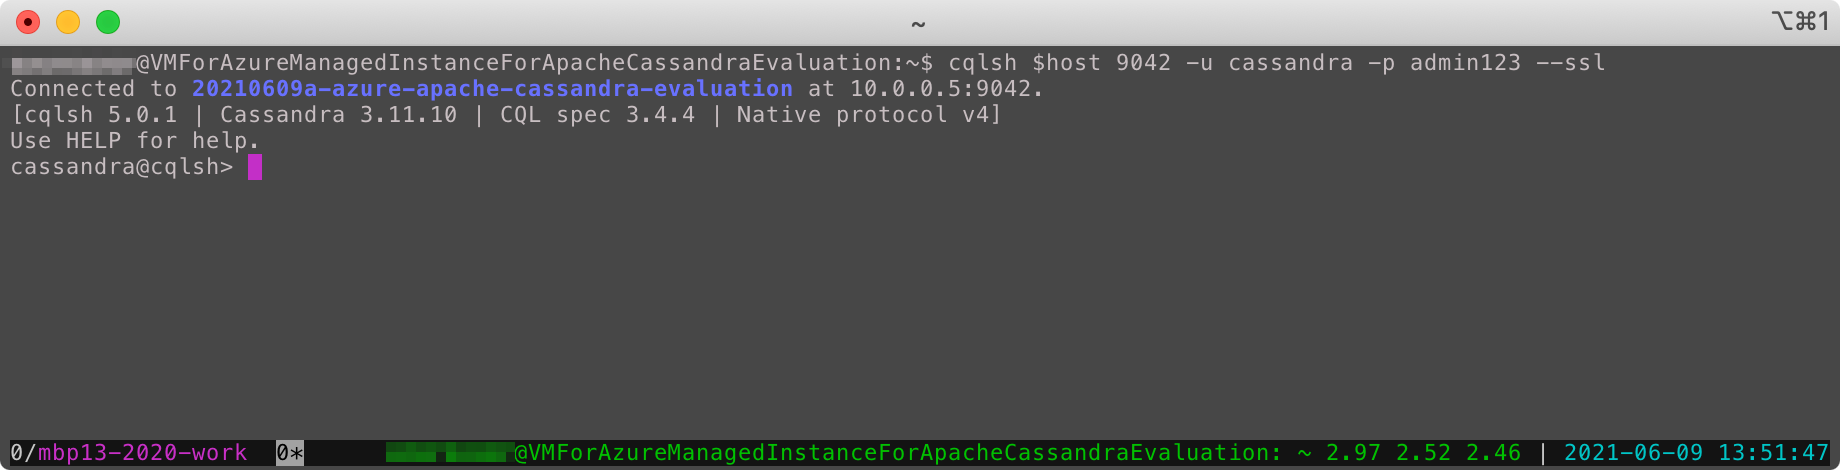 ~
⌥⌘1
@VMForAzureManagedInstanceForApacheCassandraEvaluation:~$ cqlsh $host 9042 -u cassandra -p admin123 --ssl
Connected to 20210609a-azure-apache-cassandra-evaluation at 10.0.0.5:9042.
[cqlsh 5.0.1 | Cassandra 3.11.10 | CQL spec 3.4.4 | Native protocol v4]
Use HELP for help.
cassandra@cqlsh>
0/mbp13-2020-work 0* @VMForAzureManagedInstanceForApacheCassandraEvaluation: ~ 2.97 2.52 2.46 | 2021-06-09 13:51:47